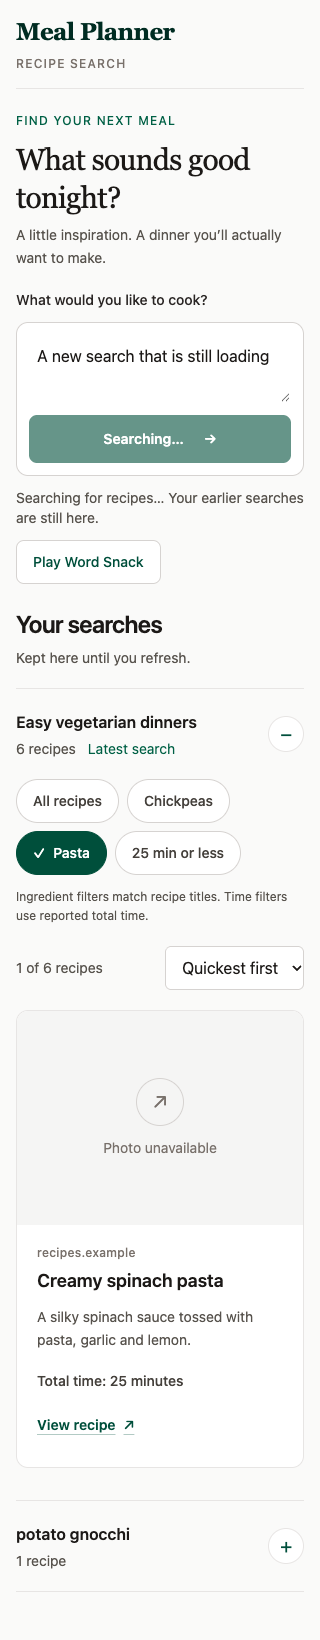 Meal Planner
RECIPE SEARCH
FIND YOUR NEXT MEAL
What sounds good
tonight?
A little inspiration. A dinner you’ll actually
want to make.
What would you like to cook?
A new search that is still loading
Searching... →
Searching for recipes... Your earlier searches
are still here.
Play Word Snack
Your searches
Kept here until you refresh.
Easy vegetarian dinners
6 recipes Latest search
−
All recipes
Chickpeas
✓ Pasta
25 min or less
Ingredient filters match recipe titles. Time filters
use reported total time.
1 of 6 recipes
Quickest first
↗
Photo unavailable
recipes.example
Creamy spinach pasta
A silky spinach sauce tossed with
pasta, garlic and lemon.
Total time: 25 minutes
View recipe ↗
potato gnocchi
1 recipe
+